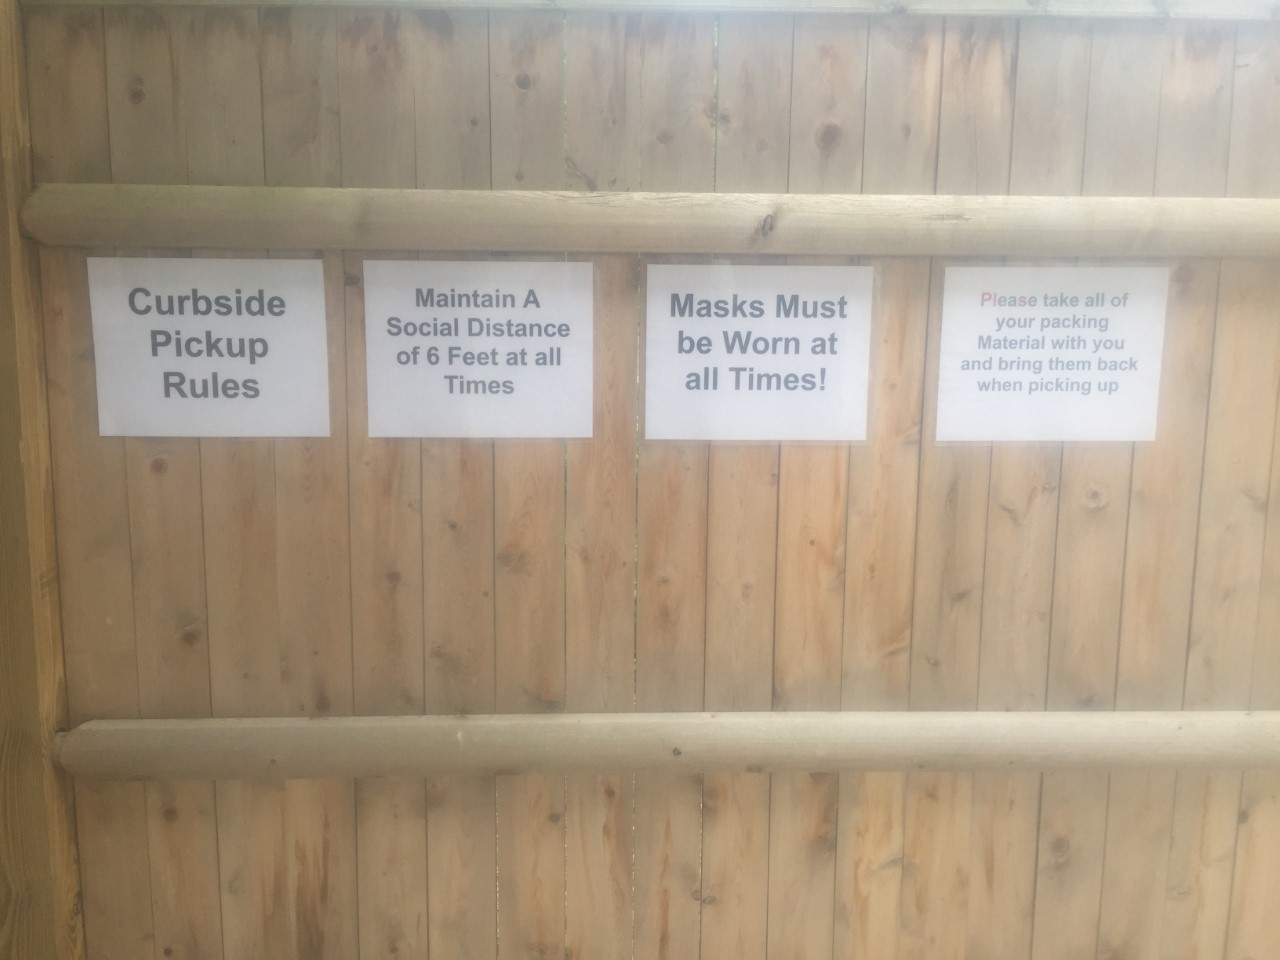 Curbside
Pickup
Rules
Maintain A
Social Distance
of 6 Feet at all
Times
Masks Must
be Worn at
all Times!
Please take all of
your packing
Material with you
and bring them back
when picking up